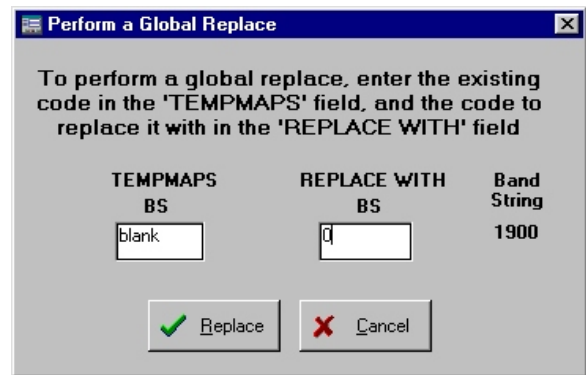 Perform a Global Replace
To perform a global replace, enter the existing
code in the 'TEMPMAPS' field, and the code to
replace it with in the 'REPLACE WITH' field
TEMPMAPS REPLACE WITH Band
BS BS String
blank 0 1900
Replace Cancel